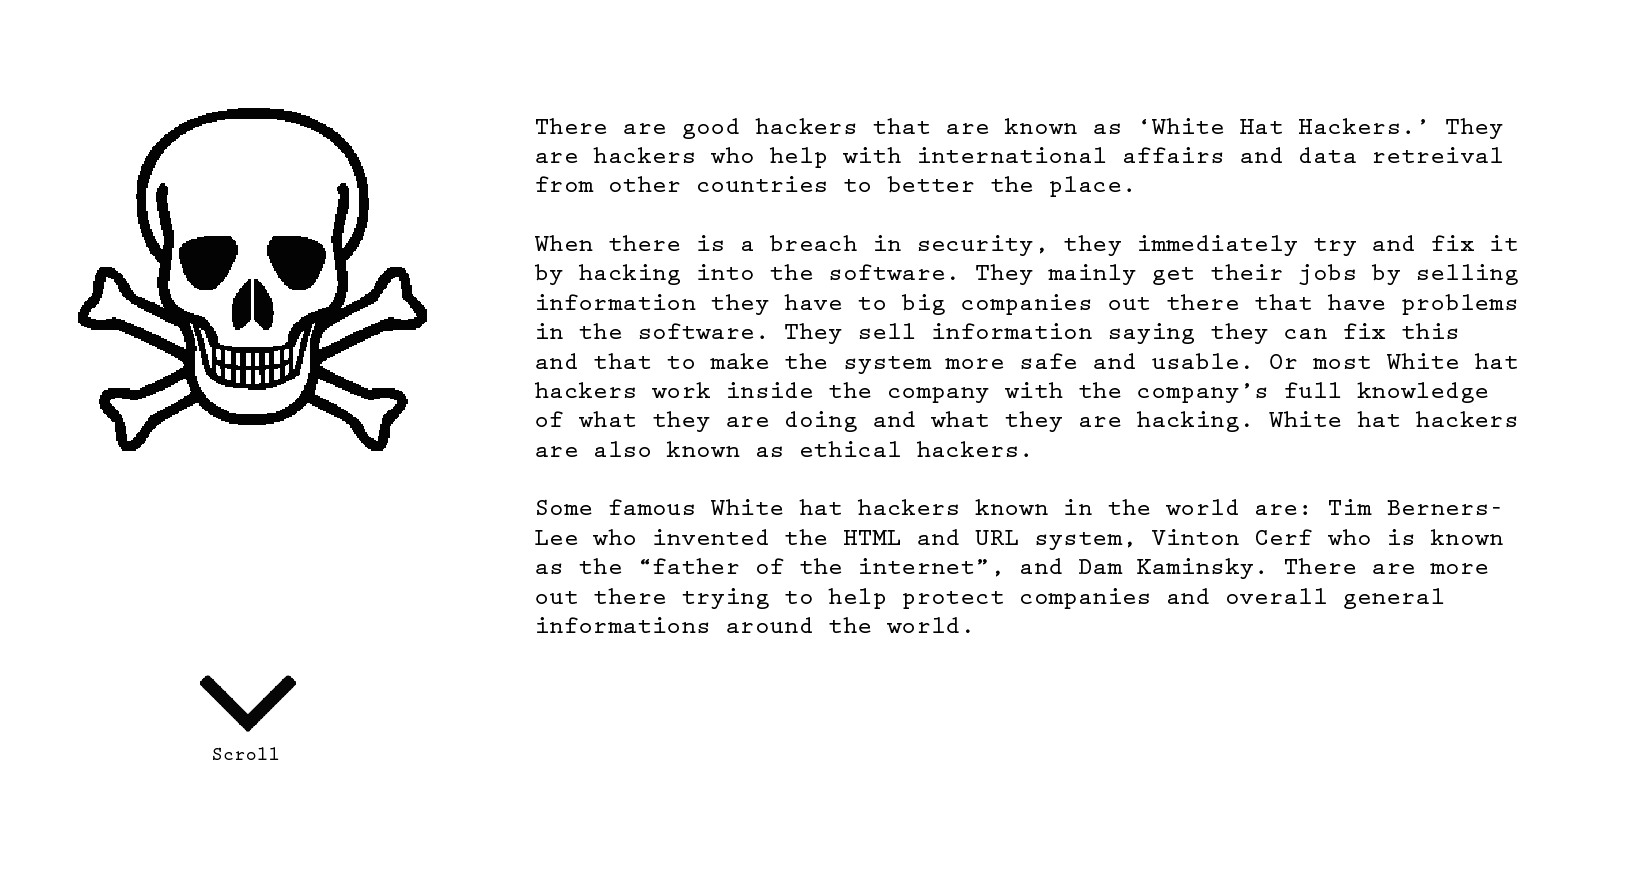 There are good hackers that are known as ‘White Hat Hackers.’ They
are hackers who help with international affairs and data retreival
from other countries to better the place.
When there is a breach in security, they immediately try and fix it
by hacking into the software. They mainly get their jobs by selling
information they have to big companies out there that have problems
in the software. They sell information saying they can fix this
and that to make the system more safe and usable. Or most White hat
hackers work inside the company with the company’s full knowledge
of what they are doing and what they are hacking. White hat hackers
are also known as ethical hackers.
Some famous White hat hackers known in the world are: Tim Berners-
Lee who invented the HTML and URL system, Vinton Cerf who is known
as the “father of the internet”, and Dam Kaminsky. There are more
out there trying to help protect companies and overall general
informations around the world.
Scroll